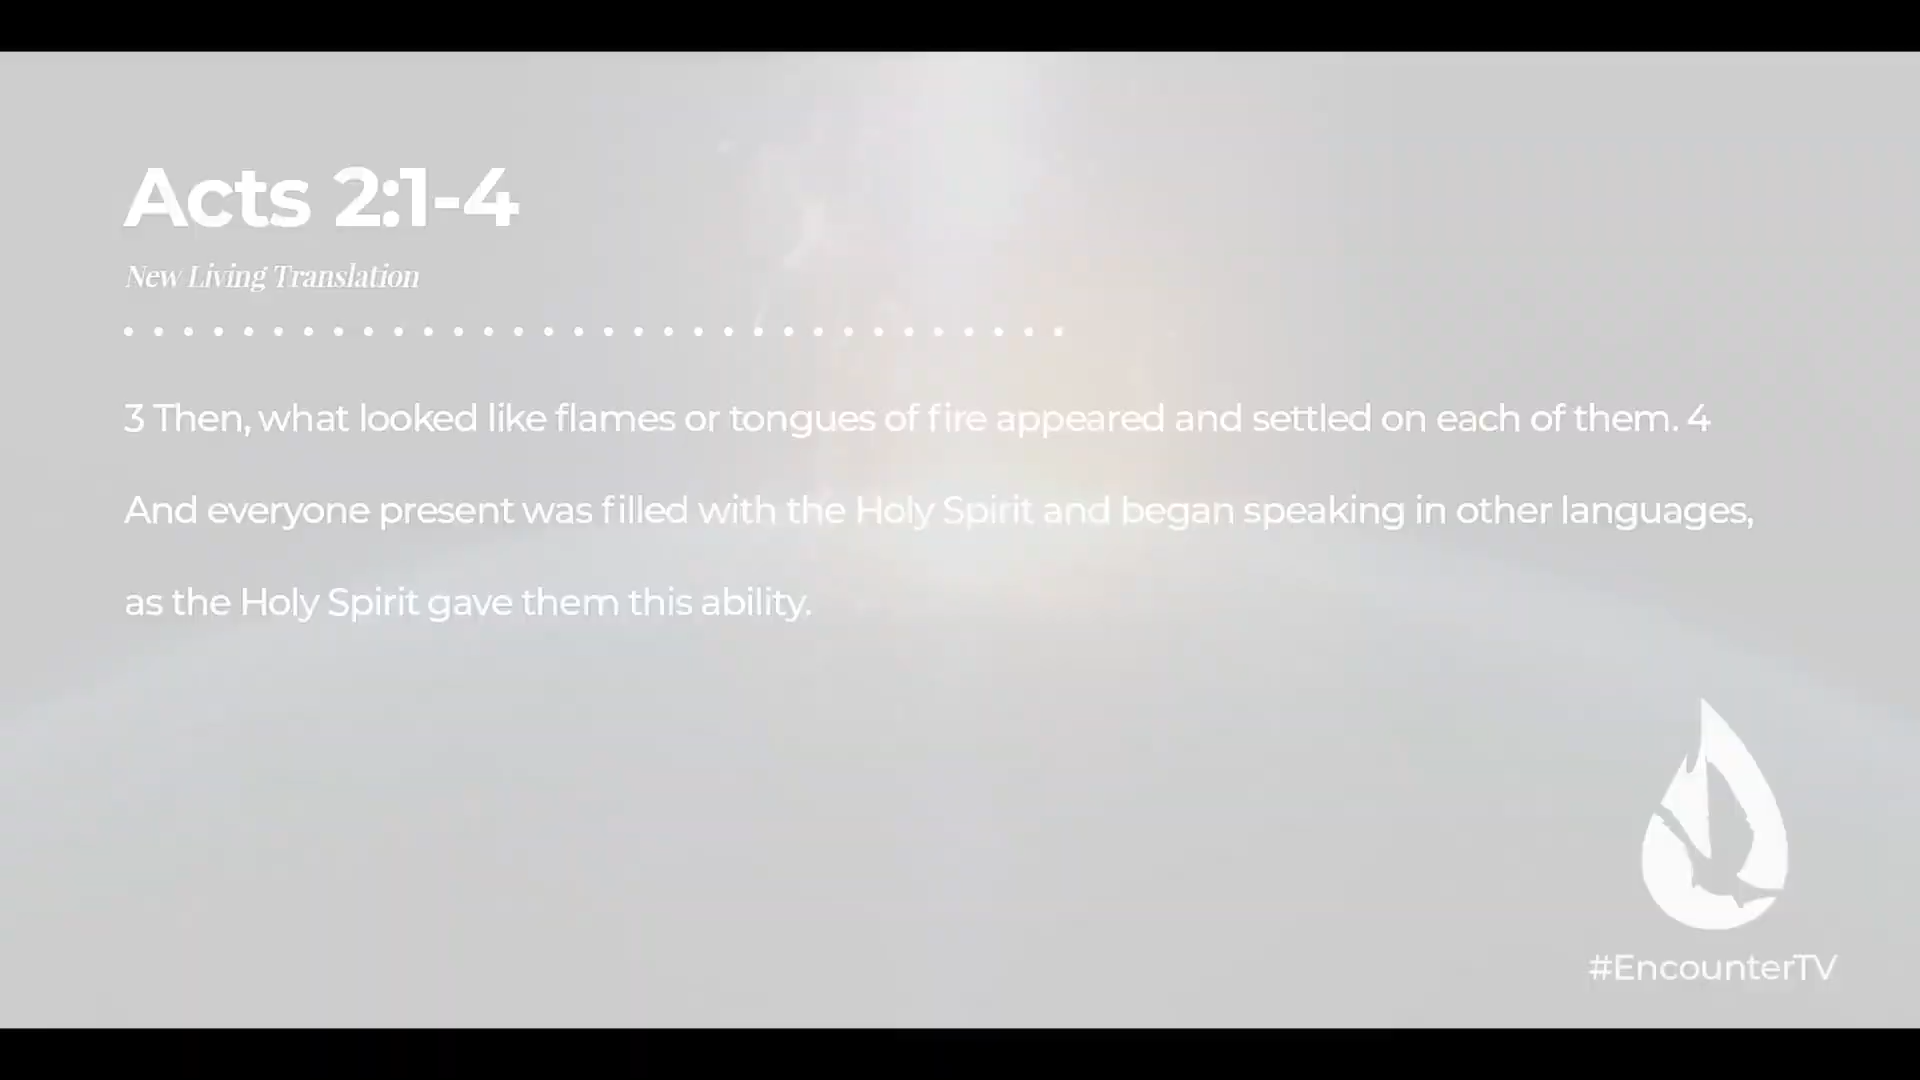 Acts 2:1-4
New Living Translation
3 Then, what looked like flames or tongues of fire appeared and settled on each of them. 4
And everyone present was filled with the Holy Spirit and began speaking in other languages,
as the Holy Spirit gave them this ability.
#EncounterTV